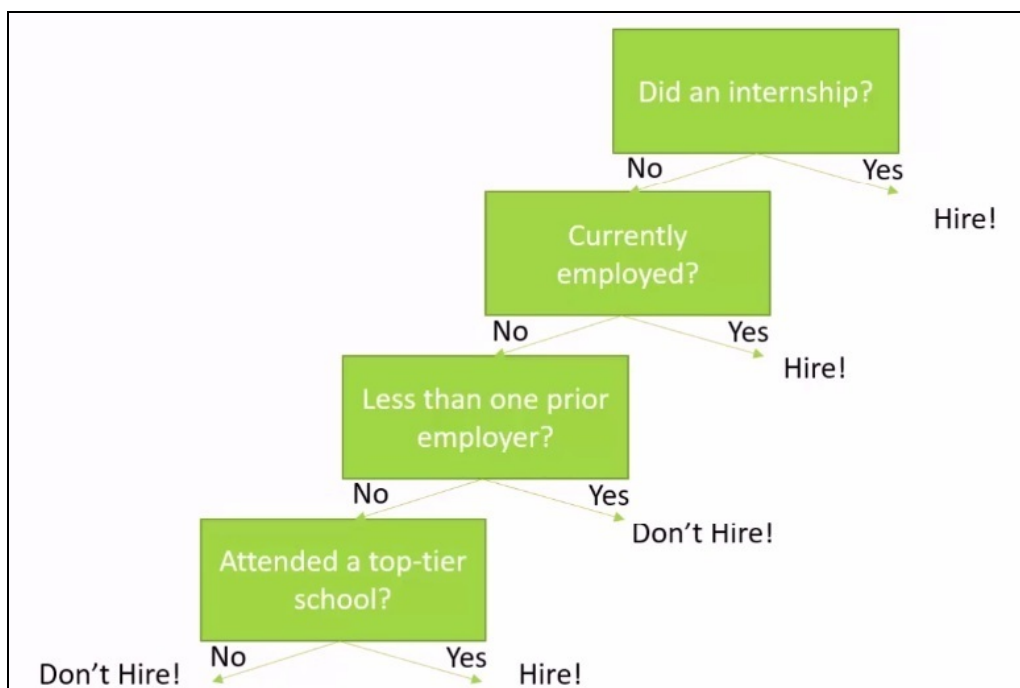 Did an internship?
No
Yes
Hire!
Currently
employed?
No
Yes
Hire!
Less than one prior
employer?
No
Yes
Don't Hire!
Attended a top-tier
school?
No
Yes
Don't Hire!
Hire!